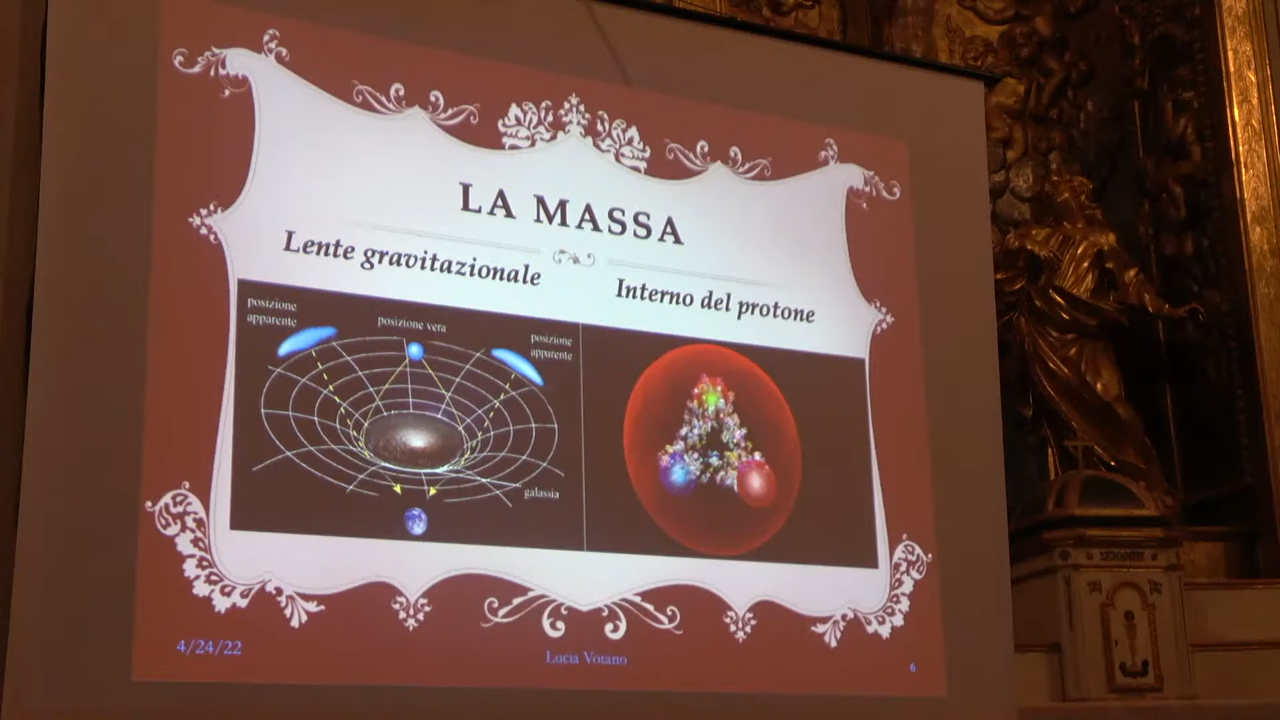 LA MASSA
Lente gravitazionale
Interno del protone
posizione
apparente
posizione vera
posizione
apparente
galassia
4/24/22
Lucia Votano
6